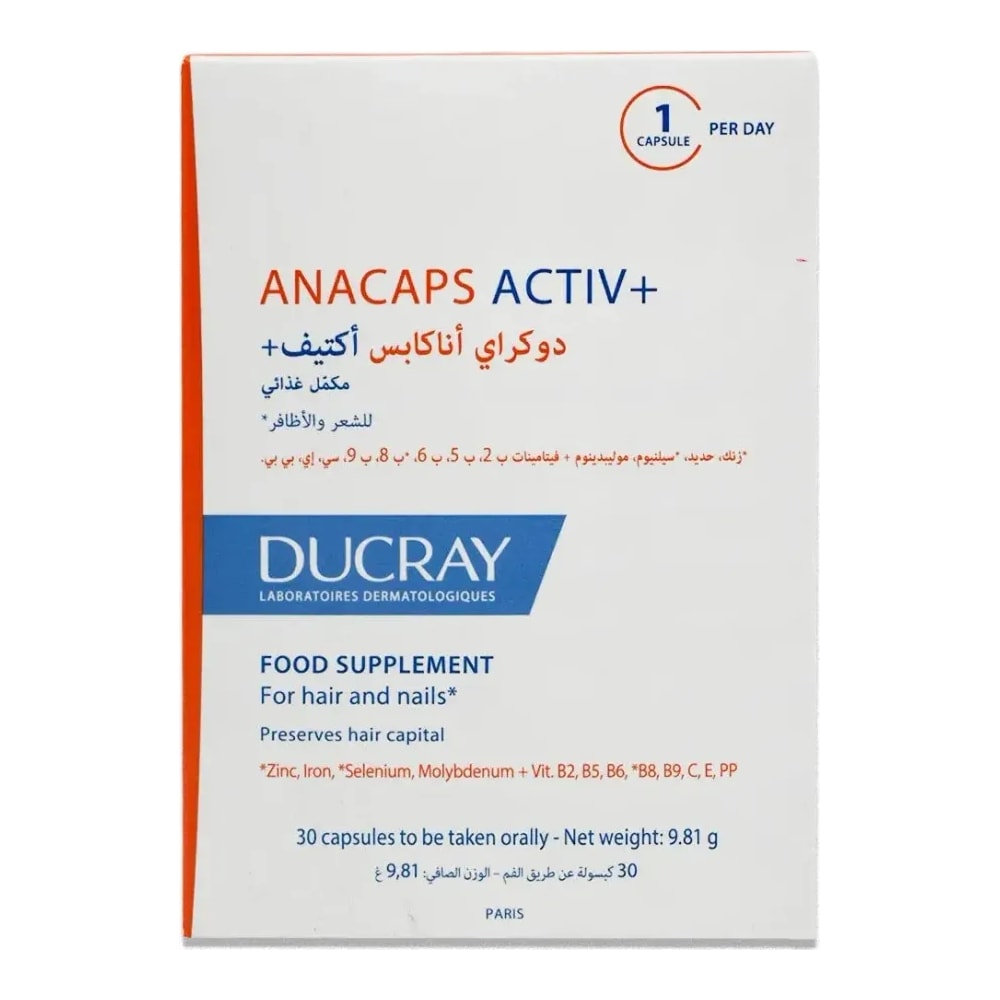 1
CAPSULE
PER DAY
ANACAPS ACTIV+
دوكراي أناكابس أكتيف+
مكمّل غذائي
للشعر والأظافر*
*زنك، حديد، *سيلنيوم، موليبدينوم + فيتامينات ب 2، ب 5، ب 6، *ب 8، ب 9، سي، إي، بي بي.
DUCRAY
LABORATOIRES DERMATOLOGIQUES
FOOD SUPPLEMENT
For hair and nails*
Preserves hair capital
*Zinc, Iron, *Selenium, Molybdenum + Vit. B2, B5, B6, *B8, B9, C, E, PP
30 capsules to be taken orally - Net weight: 9.81 g
30 كبسولة عن طريق الفم – الوزن الصافي: 9,81 غ
PARIS